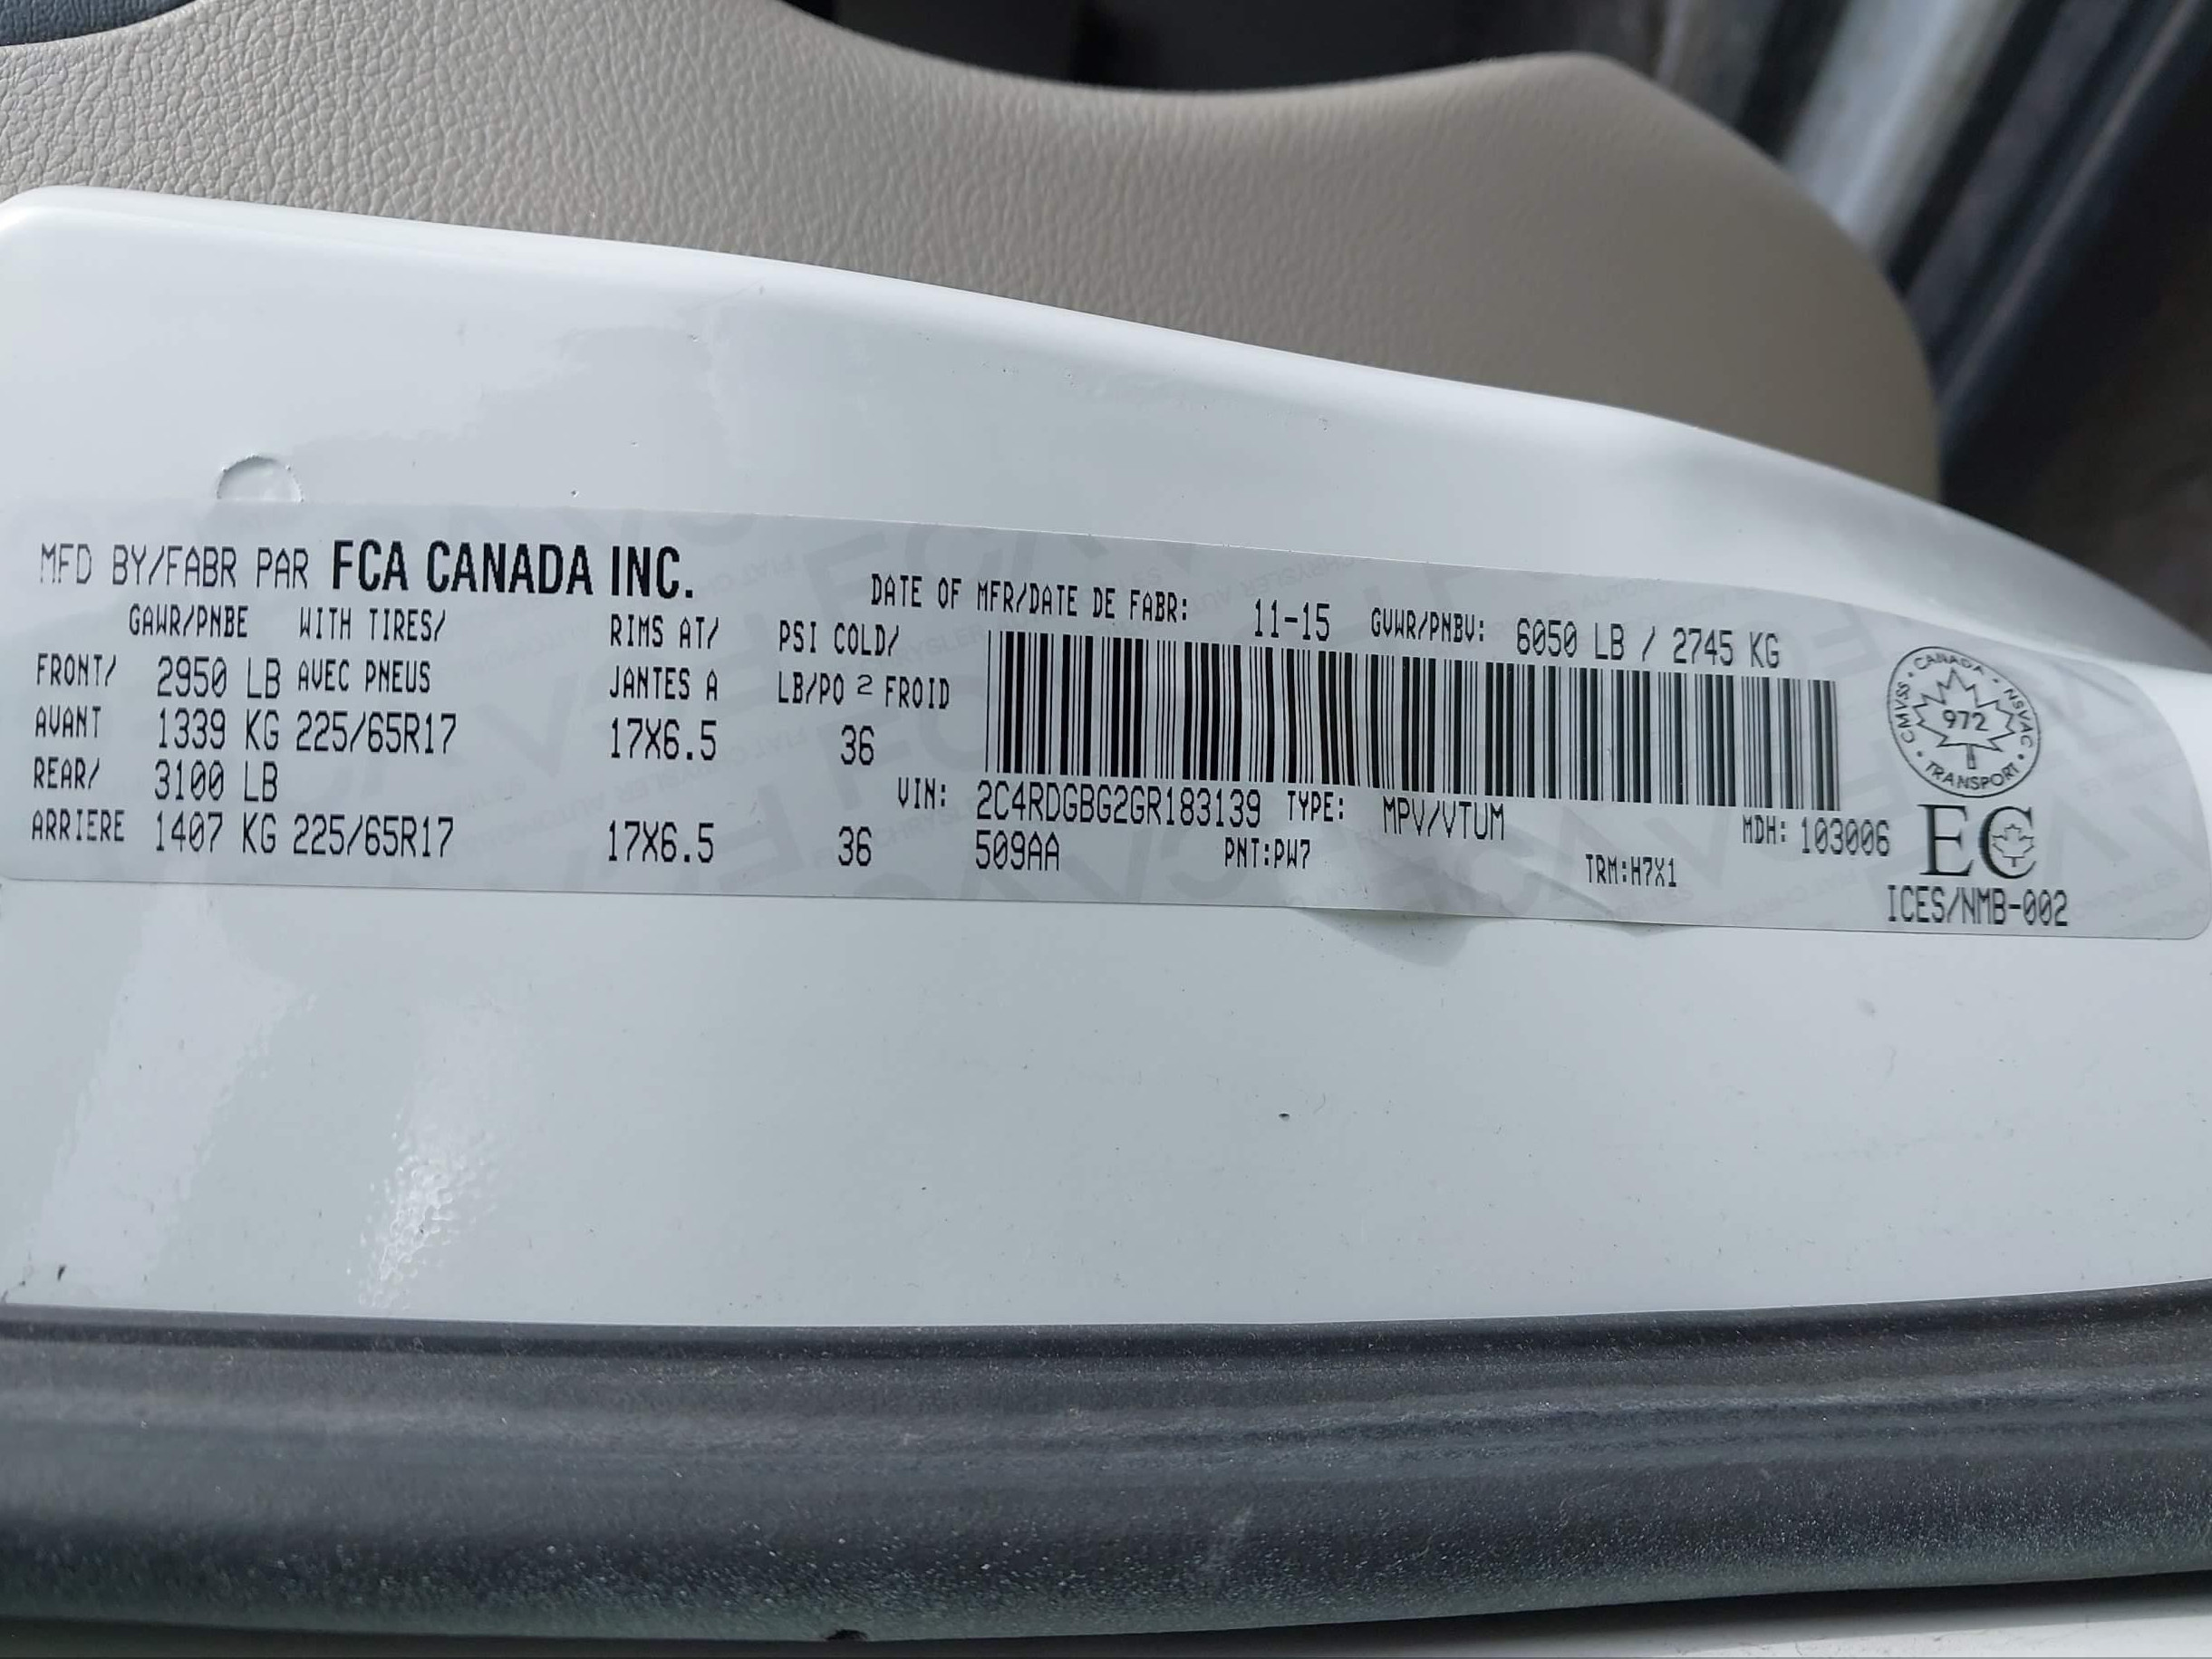 MFD BY/FABR PAR FCA CANADA INC.
DATE OF MFR/DATE DE FABR: 11-15 GVWR/PNBV: 6050 LB / 2745 KG
GAWR/PNBE WITH TIRES/ RIMS AT/ PSI COLD/
FRONT/ 2950 LB AVEC PNEUS JANTES A LB/PO 2 FROID
AVANT 1339 KG 225/65R17 17X6.5 36
REAR/ 3100 LB
ARRIERE 1407 KG 225/65R17 17X6.5 36
VIN: 2C4RDGBG2GR183139 TYPE: MPV/VTUM MDH: 103006
509AA PNT:PW7 TRM:H7X1
CANADA · NSVAC · TRANSPORT · CMVSS ·
972
EC
ICES/NMB-002